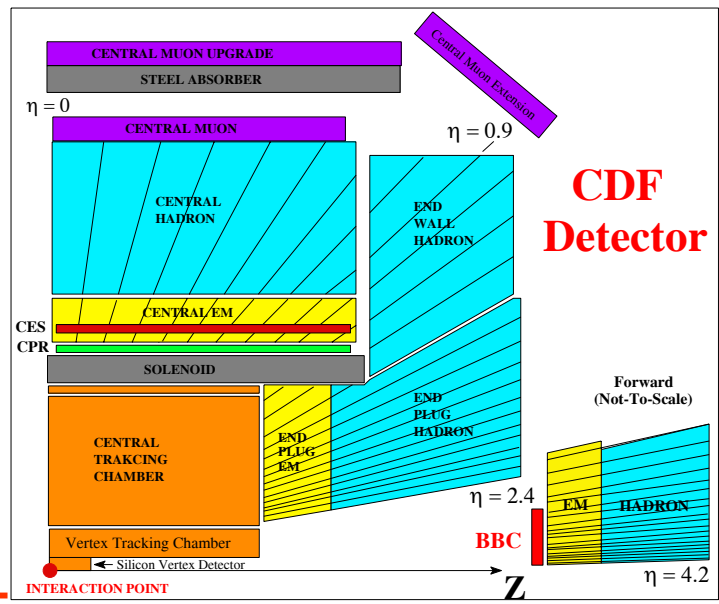 CENTRAL MUON UPGRADE
STEEL ABSORBER
Central Muon Extension
η = 0
CENTRAL MUON
η = 0.9
CENTRAL
HADRON
END
WALL
HADRON
CDF
Detector
CENTRAL EM
CES
CPR
SOLENOID
Forward
(Not-To-Scale)
CENTRAL
TRAKCING
CHAMBER
END
PLUG
EM
END
PLUG
HADRON
η = 2.4
EM
HADRON
BBC
Vertex Tracking Chamber
Silicon Vertex Detector
Z
η = 4.2
INTERACTION POINT